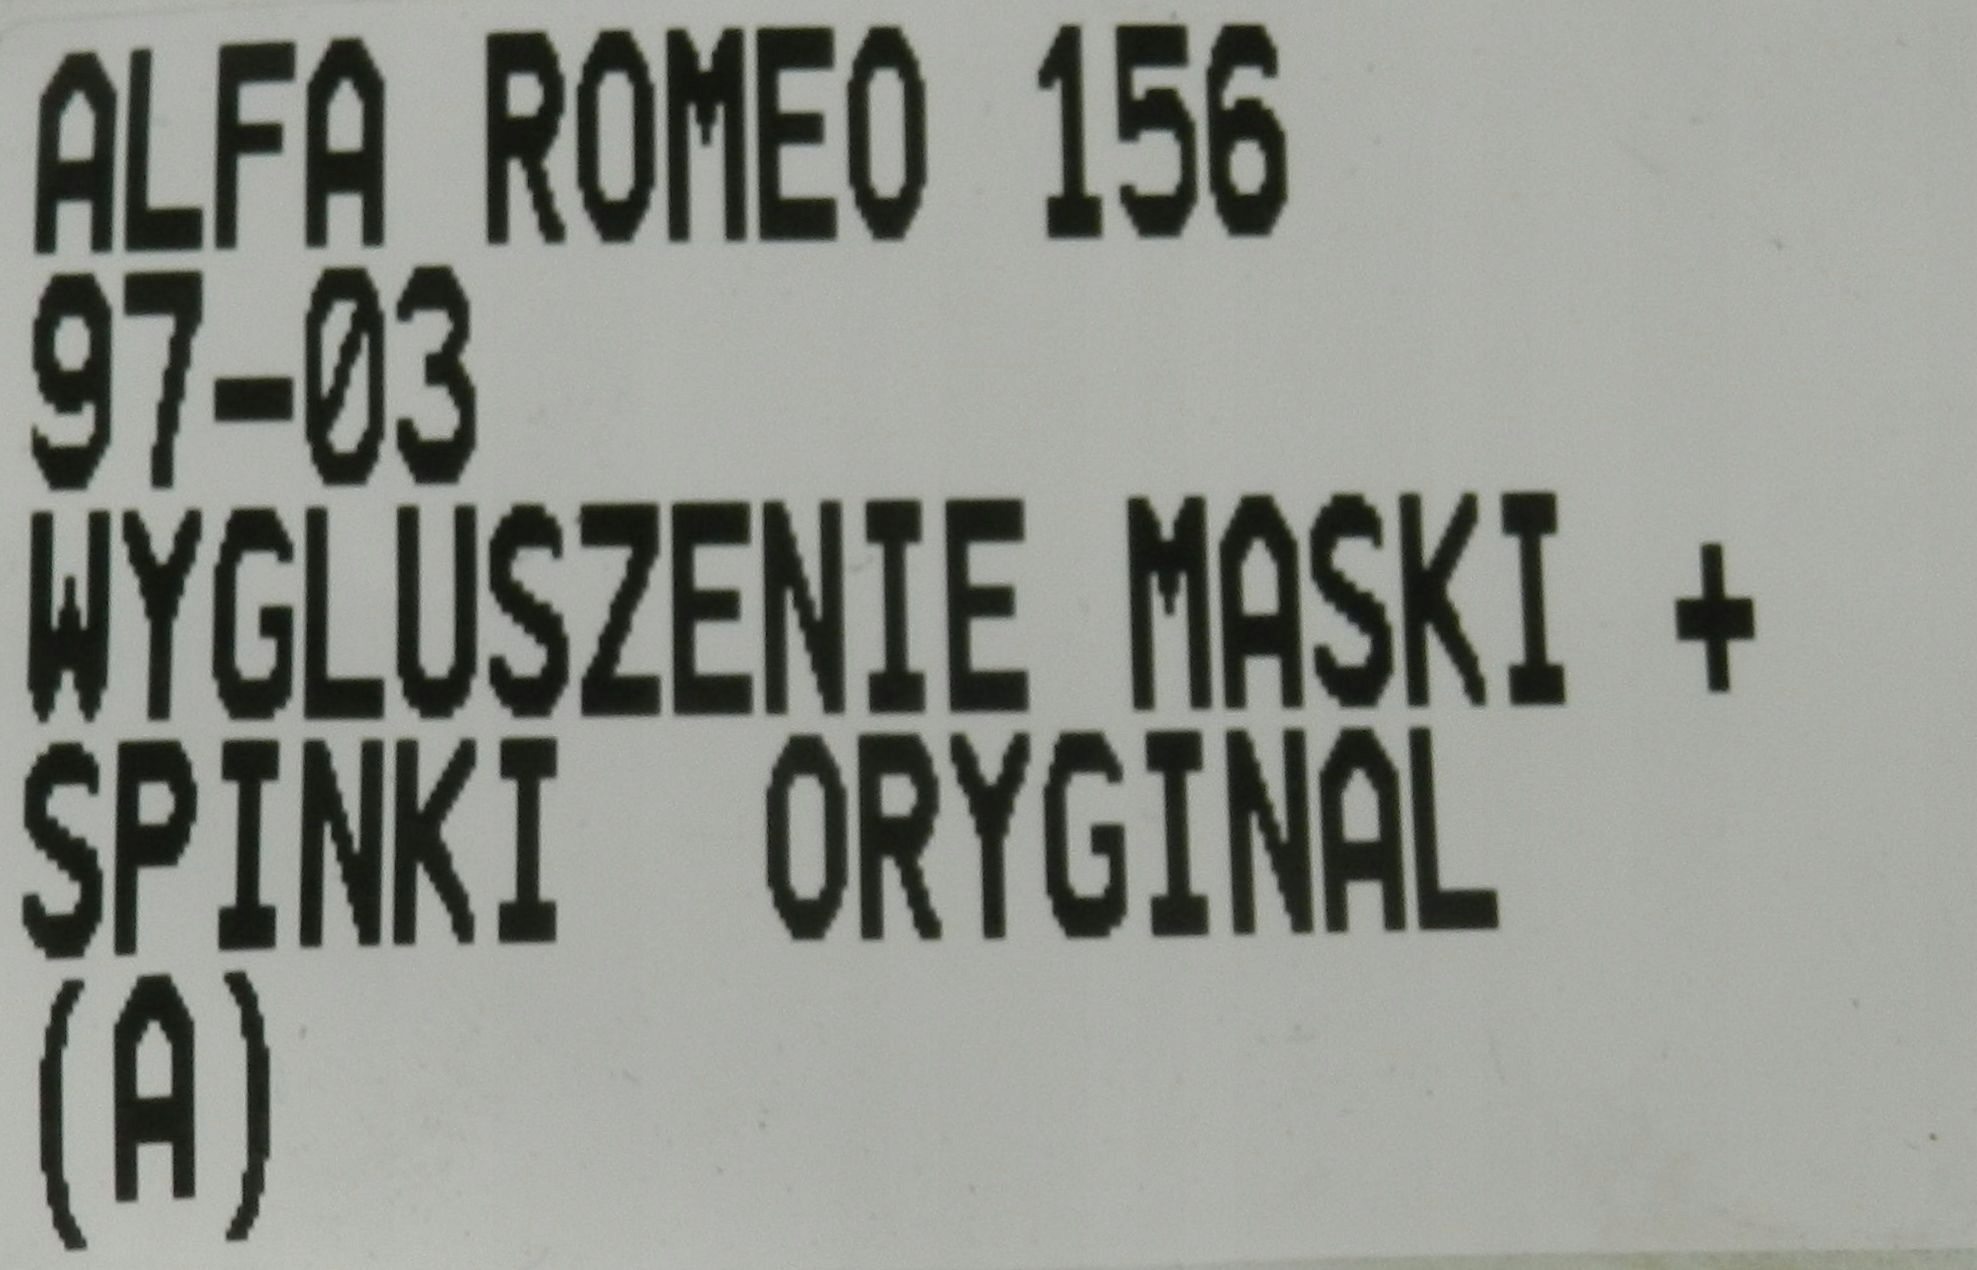 ALFA ROMEO 156
97-03
WYGLUSZENIE MASKI +
SPINKI  ORYGINAL
(A)